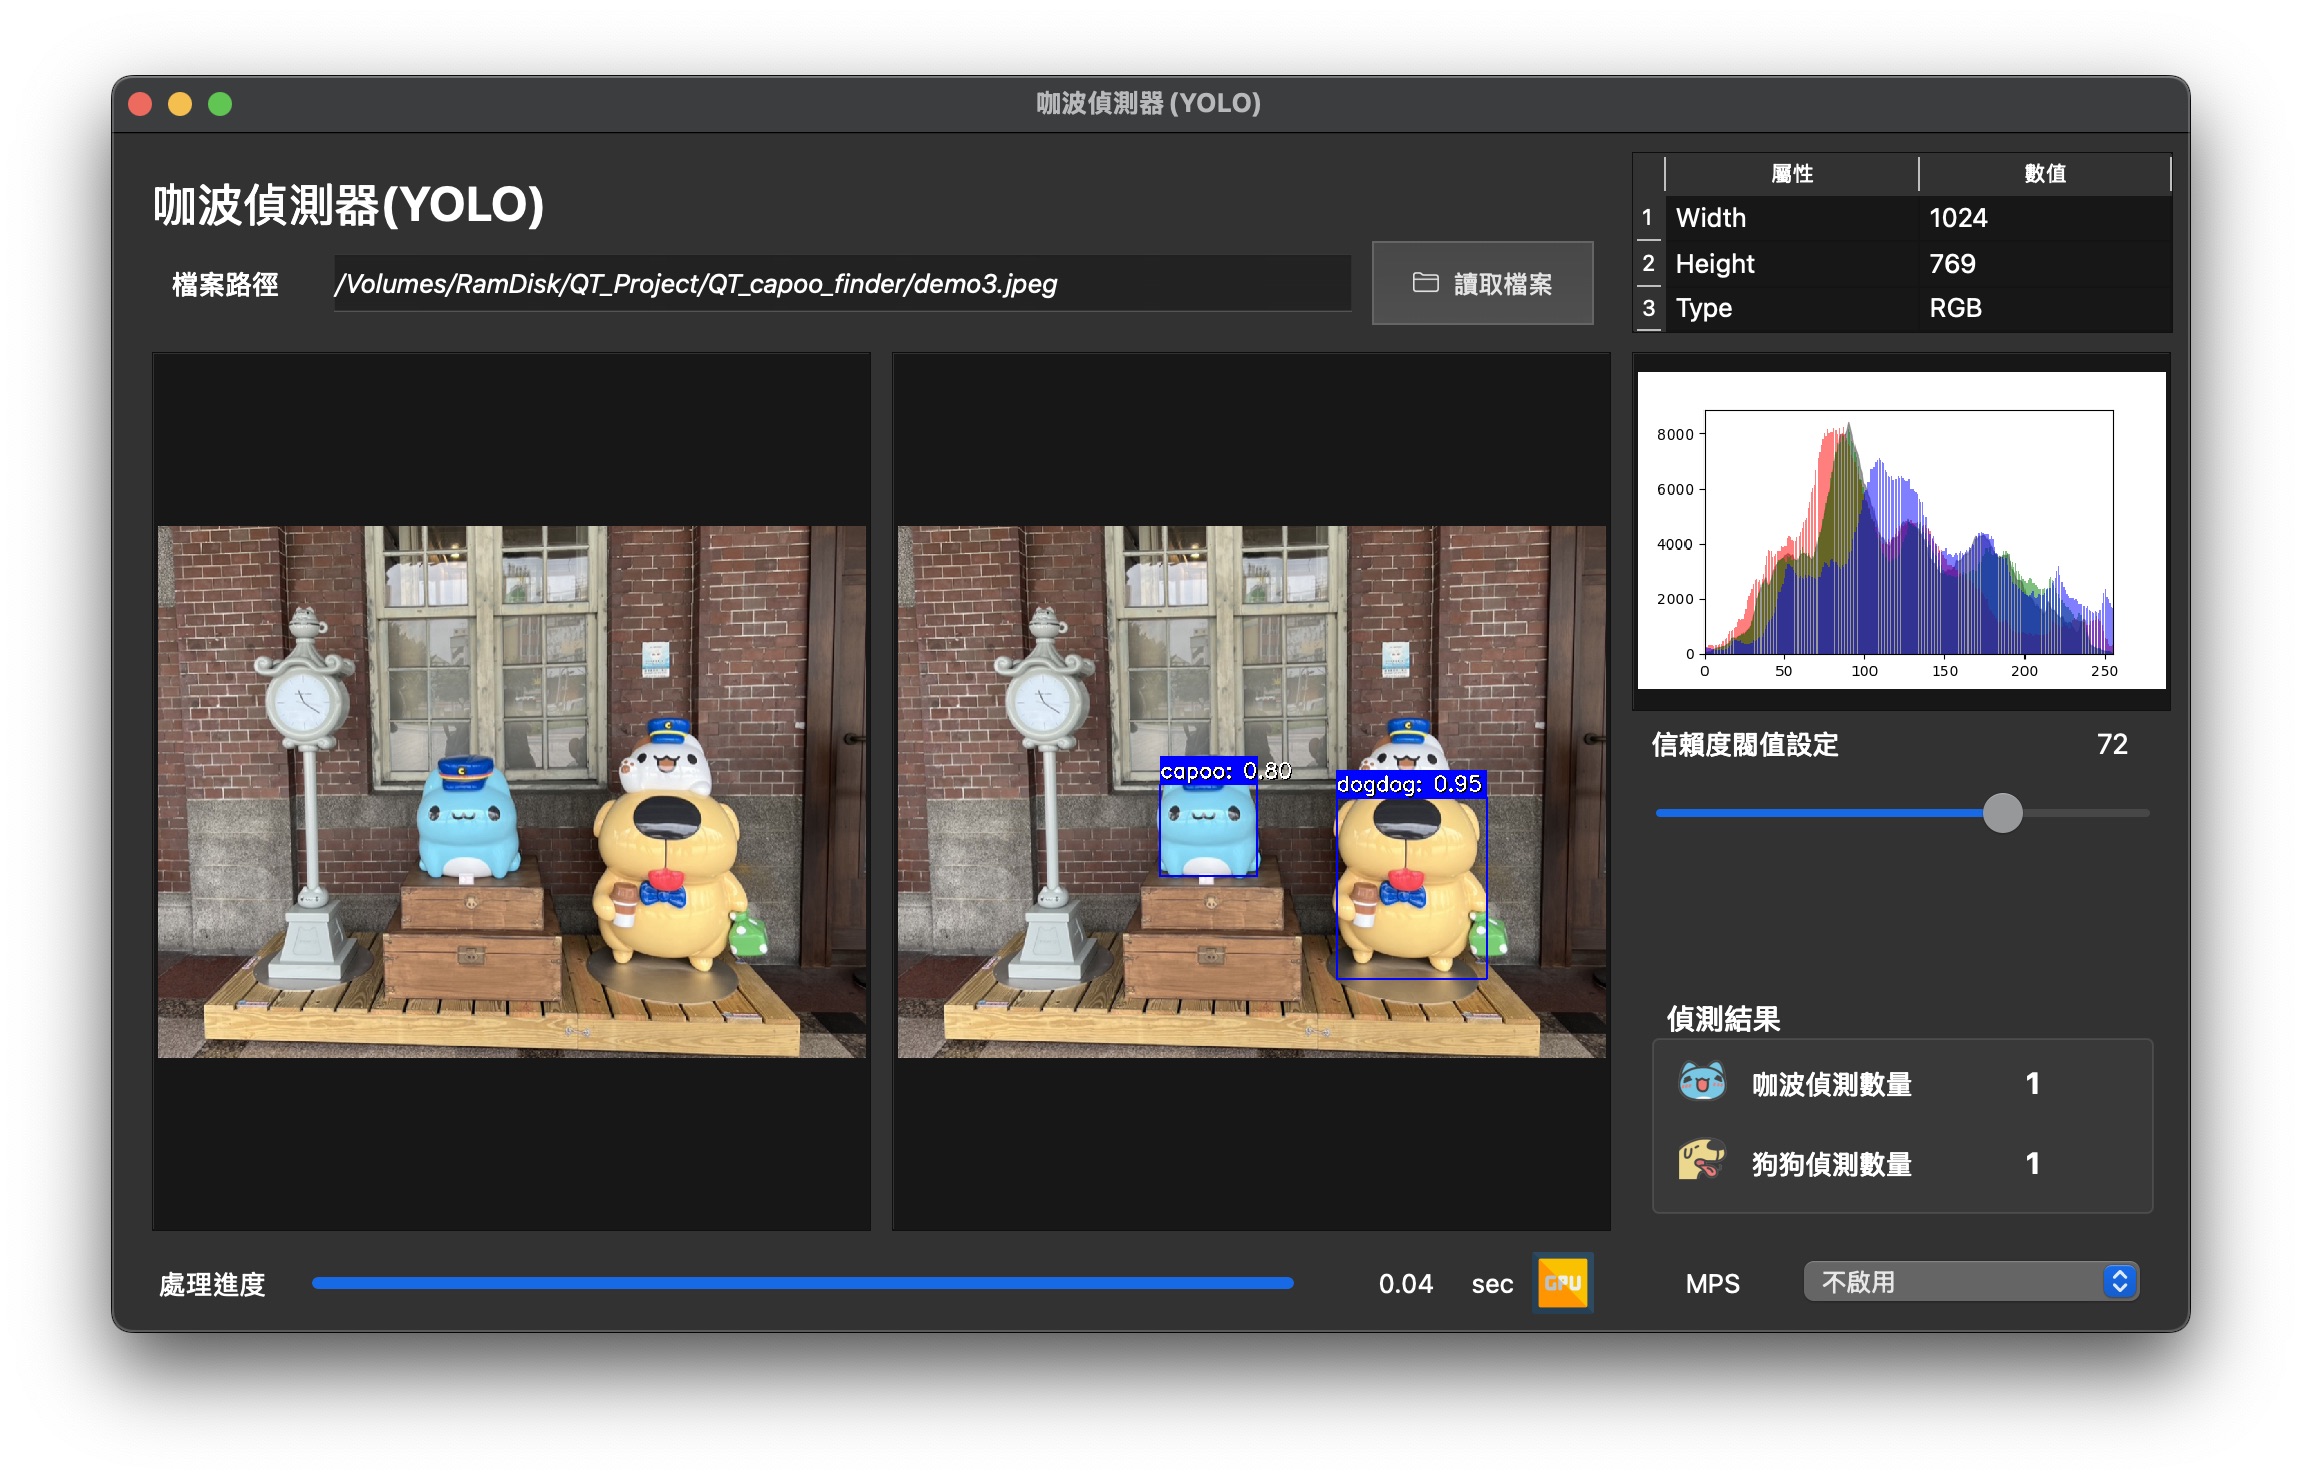 咖波偵測器 (YOLO)
咖波偵測器(YOLO)
檔案路徑
/Volumes/RamDisk/QT_Project/QT_capoo_finder/demo3.jpeg
讀取檔案
屬性 數值
1 Width 1024
2 Height 769
3 Type RGB
8000
6000
4000
2000
0
0 50 100 150 200 250
capoo: 0.80
dogdog: 0.95
信賴度閥值設定 72
偵測結果
咖波偵測數量 1
狗狗偵測數量 1
處理進度
0.04 sec
GPU
MPS
不啟用